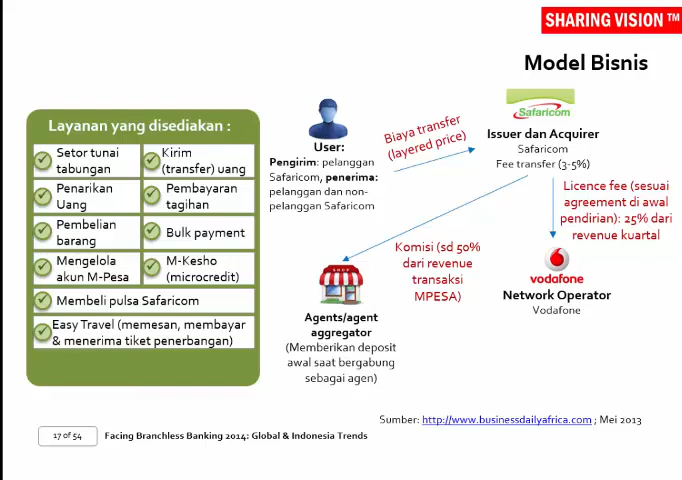 SHARING VISION ™
Model Bisnis
Layanan yang disediakan :
Setor tunai
tabungan
Kirim
(transfer) uang
Penarikan
Uang
Pembayaran
tagihan
Pembelian
barang
Bulk payment
Mengelola
akun M-Pesa
M-Kesho
(microcredit)
Membeli pulsa Safaricom
Easy Travel (memesan, membayar
& menerima tiket penerbangan)
User:
Pengirim: pelanggan
Safaricom, penerima:
pelanggan dan non-
pelanggan Safaricom
Biaya transfer
(layered price)
Safaricom
Issuer dan Acquirer
Safaricom
Fee transfer (3-5%)
Licence fee (sesuai
agreement di awal
pendirian): 25% dari
revenue kuartal
Komisi (sd 50%
dari revenue
transaksi
MPESA)
SHOP
Agents/agent
aggregator
(Memberikan deposit
awal saat bergabung
sebagai agen)
vodafone
Network Operator
Vodafone
Sumber: http://www.businessdailyafrica.com ; Mei 2013
17 of 54
Facing Branchless Banking 2014: Global & Indonesia Trends